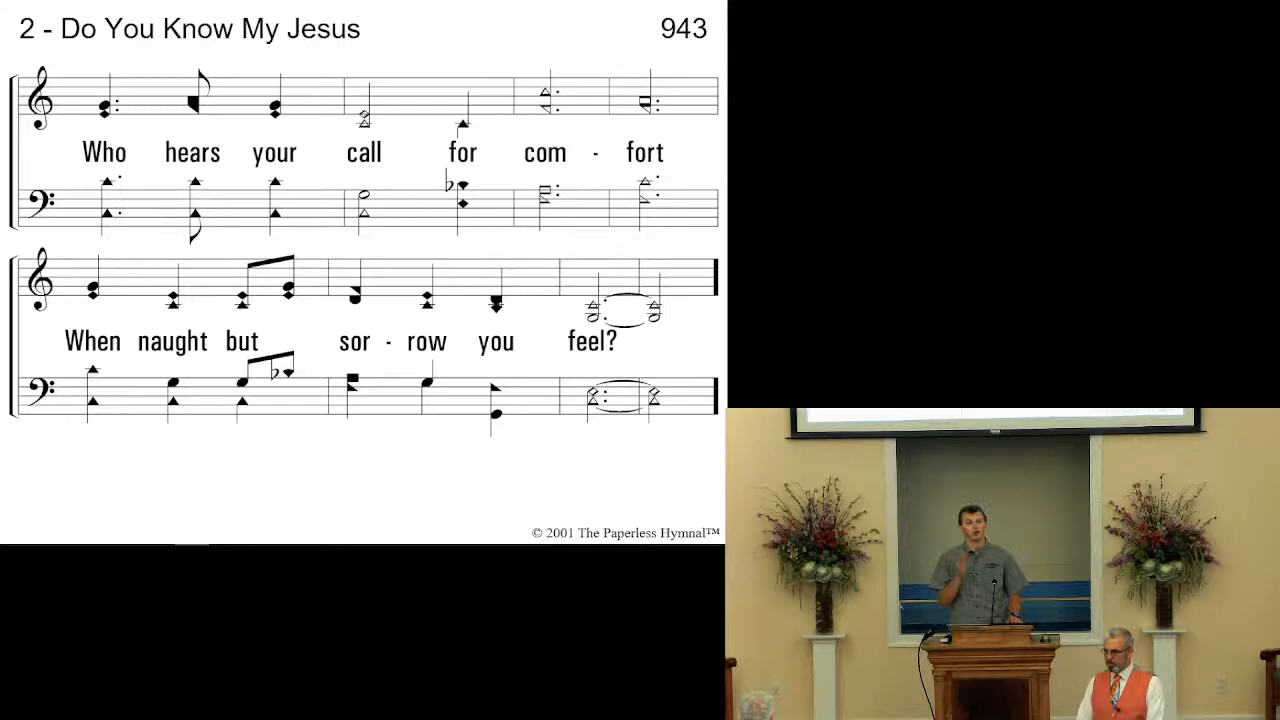 2 - Do You Know My Jesus
943
Who hears your call for com - fort
When naught but sor - row you feel?
© 2001 The Paperless Hymnal™